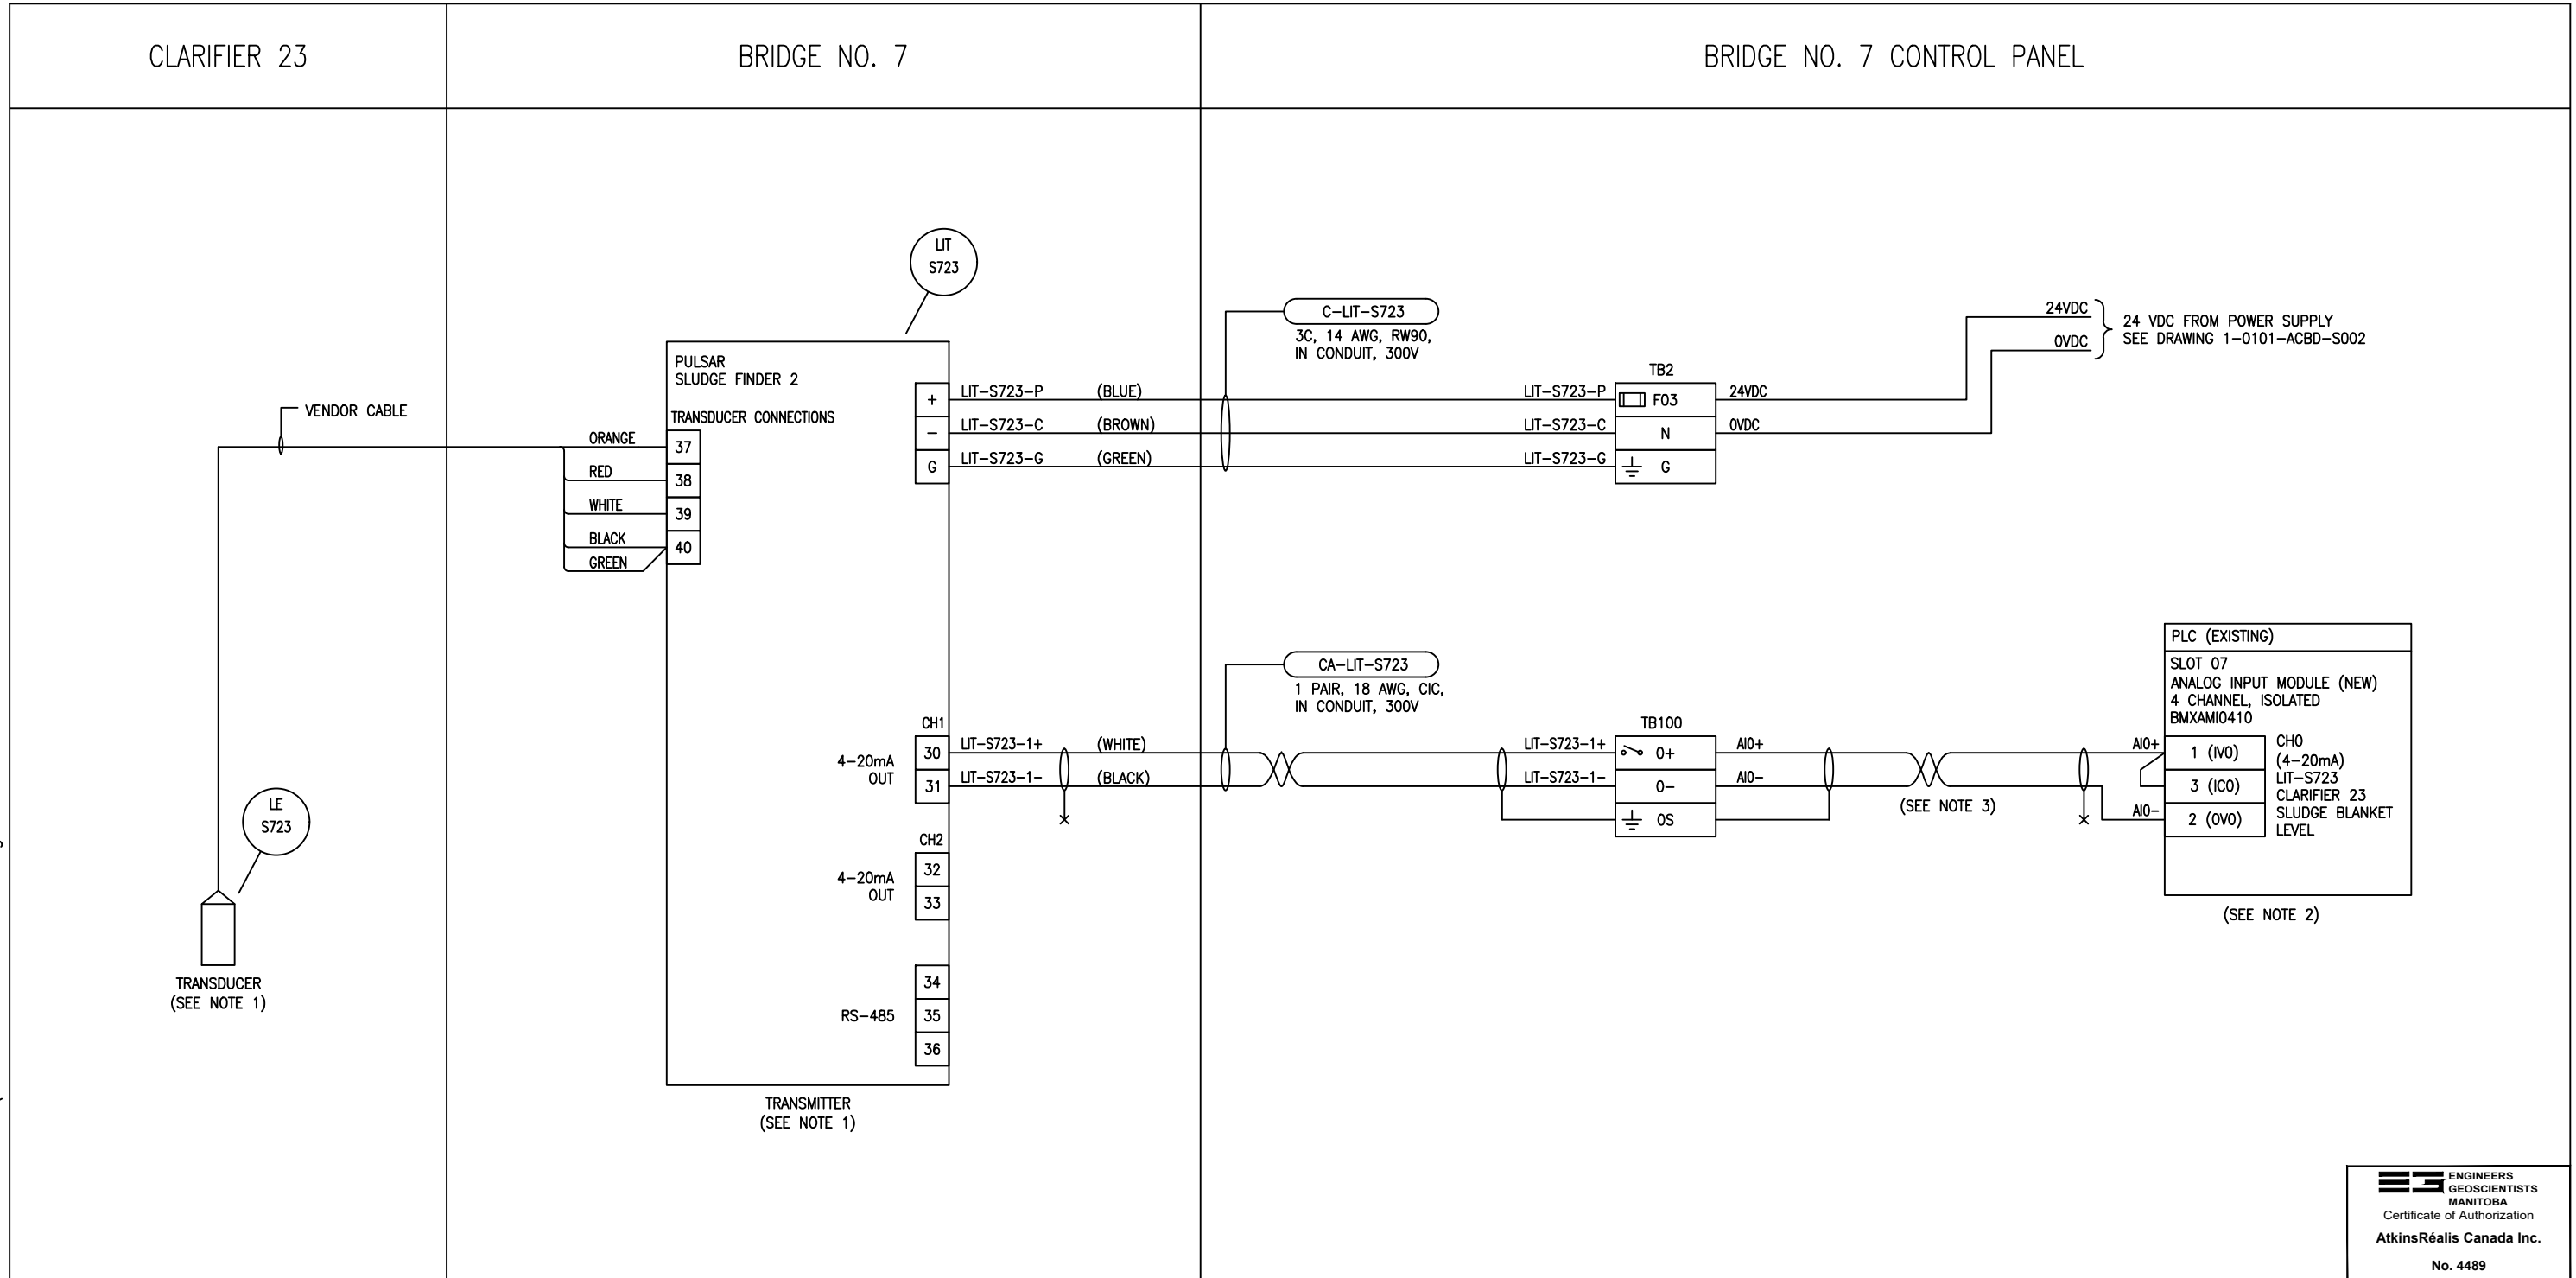 CLARIFIER 23
BRIDGE NO. 7
BRIDGE NO. 7 CONTROL PANEL
VENDOR CABLE
LE
S723
TRANSDUCER
(SEE NOTE 1)
LIT
S723
PULSAR
SLUDGE FINDER 2
TRANSDUCER CONNECTIONS
ORANGE
37
RED
38
WHITE
39
BLACK
40
GREEN
+
LIT-S723-P
(BLUE)
-
LIT-S723-C
(BROWN)
G
LIT-S723-G
(GREEN)
CH1
4-20mA
OUT
30
LIT-S723-1+
(WHITE)
31
LIT-S723-1-
(BLACK)
CH2
4-20mA
OUT
32
33
RS-485
34
35
36
TRANSMITTER
(SEE NOTE 1)
C-LIT-S723
3C, 14 AWG, RW90,
IN CONDUIT, 300V
TB2
LIT-S723-P
F03
24VDC
LIT-S723-C
N
0VDC
LIT-S723-G
G
24VDC
0VDC
24 VDC FROM POWER SUPPLY
SEE DRAWING 1-0101-ACBD-S002
CA-LIT-S723
1 PAIR, 18 AWG, CIC,
IN CONDUIT, 300V
TB100
LIT-S723-1+
0+
AI0+
LIT-S723-1-
0-
AI0-
0S
(SEE NOTE 3)
PLC (EXISTING)
SLOT 07
ANALOG INPUT MODULE (NEW)
4 CHANNEL, ISOLATED
BMXAMI0410
AI0+
1 (IV0)
3 (IC0)
AI0-
2 (0V0)
CH0
(4-20mA)
LIT-S723
CLARIFIER 23
SLUDGE BLANKET
LEVEL
(SEE NOTE 2)
ENGINEERS
GEOSCIENTISTS
MANITOBA
Certificate of Authorization
AtkinsRéalis Canada Inc.
No. 4489